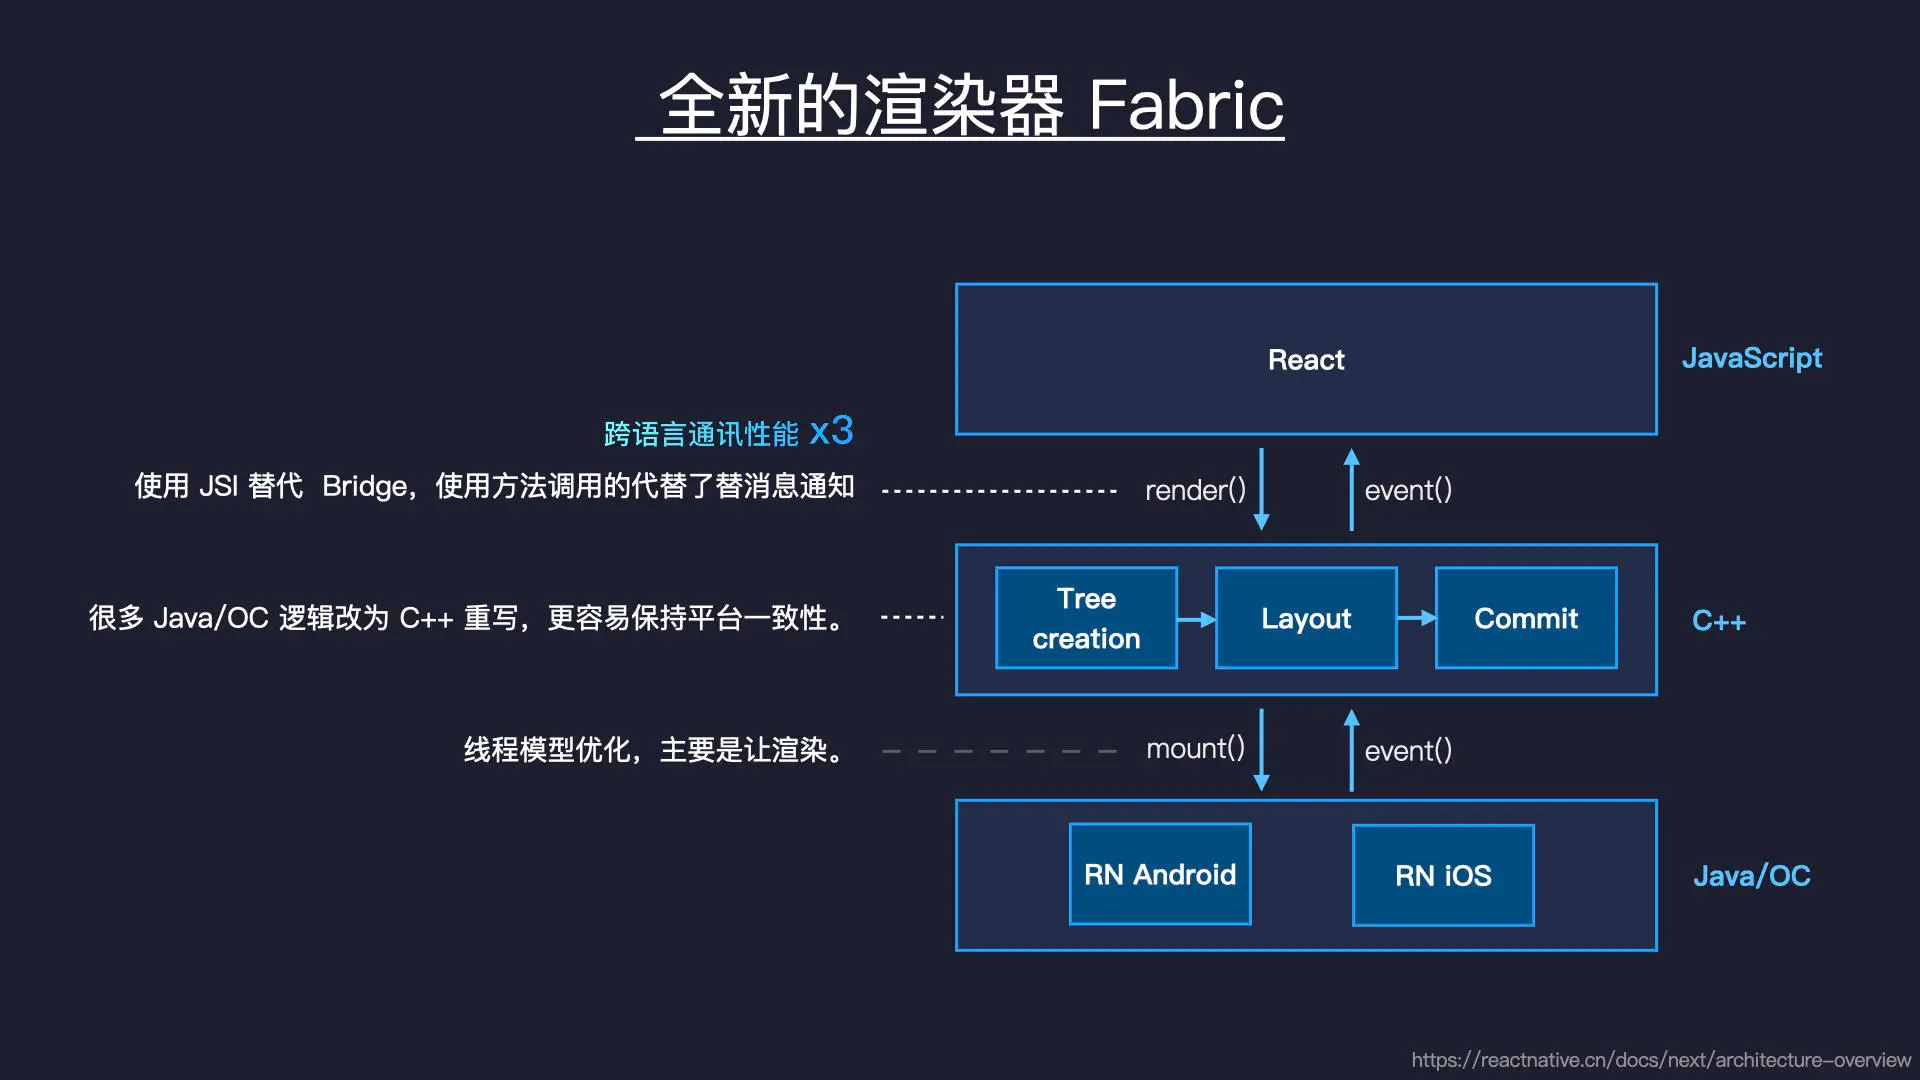 全新的渲染器 Fabric
React
JavaScript
跨语言通讯性能 x3
使用 JSI 替代 Bridge，使用方法调用的代替了替消息通知
render()
event()
很多 Java/OC 逻辑改为 C++ 重写，更容易保持平台一致性。
Tree
creation
Layout
Commit
C++
线程模型优化，主要是让渲染。
mount()
event()
RN Android
RN iOS
Java/OC
https://reactnative.cn/docs/next/architecture-overview